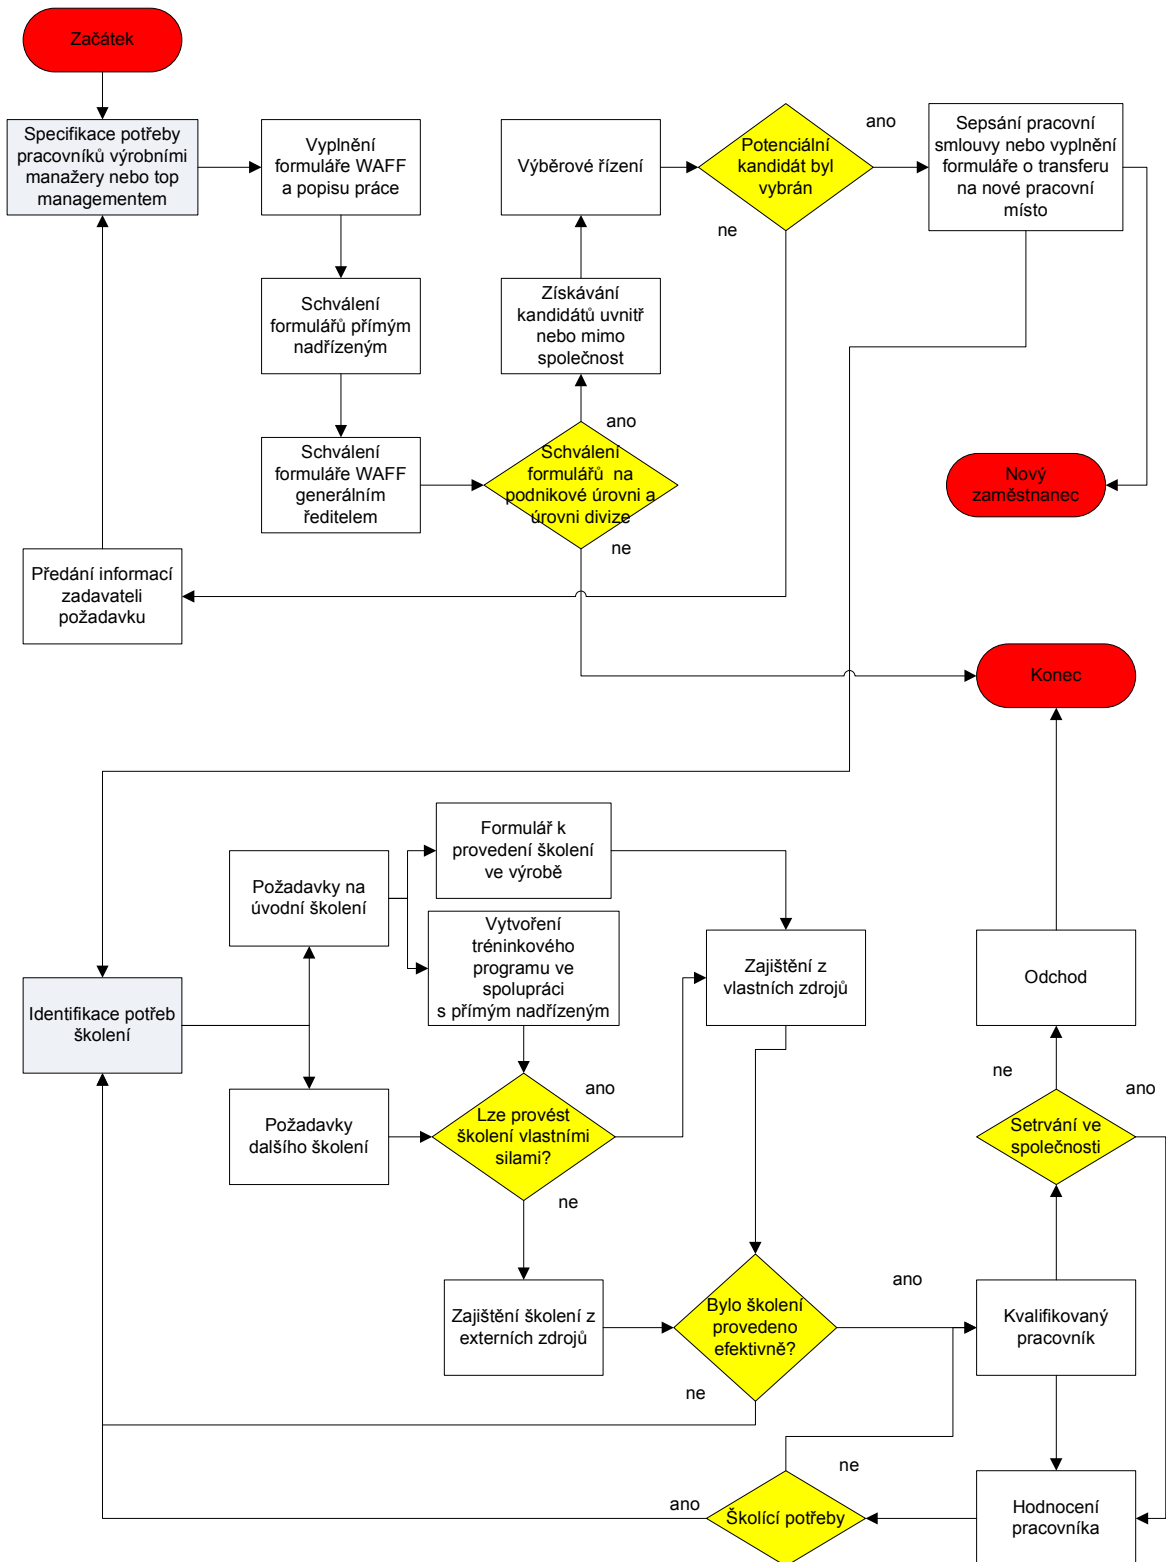 Začátek
Specifikace potřeby
pracovníků výrobními
manažery nebo top
managementem
Vyplnění
formuláře WAFF
a popisu práce
Výběrové řízení
Potenciální
kandidát byl
vybrán
ano
ne
Sepsání pracovní
smlouvy nebo vyplnění
formuláře o transferu
na nové pracovní
místo
Schválení
formulářů přímým
nadřízeným
Získávání
kandidátů uvnitř
nebo mimo
společnost
ano
Schválení
formuláře WAFF
generálním
ředitelem
Schválení
formulářů na
podnikové úrovni a
úrovni divize
ne
Nový
zaměstnanec
Předání informací
zadavateli
požadavku
Konec
Formulář k
provedení školení
ve výrobě
Požadavky na
úvodní školení
Vytvoření
tréninkového
programu ve
spolupráci
s přímým nadřízeným
Zajištění z
vlastních zdrojů
Odchod
Identifikace potřeb
školení
ano
ne
ano
Požadavky
dalšího školení
Lze provést
školení vlastními
silami?
Setrvání ve
společnosti
ne
ano
Zajištění školení z
externích zdrojů
Bylo školení
provedeno
efektivně?
Kvalifikovaný
pracovník
ne
ne
ano
Školící potřeby
Hodnocení
pracovníka